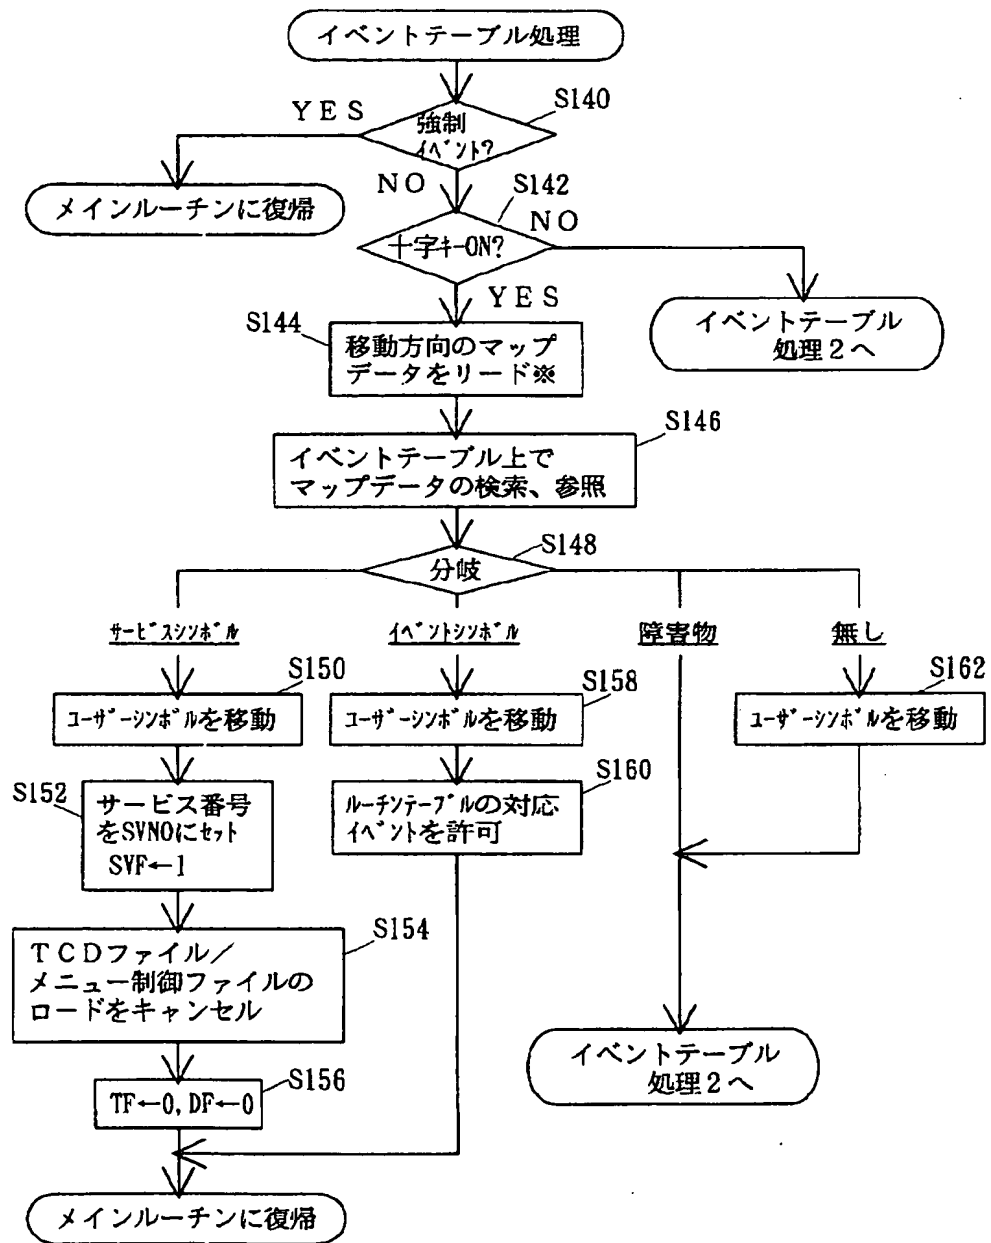 イベントテーブル処理
S140
YES
強制
イベント?
NO
メインルーチンに復帰
S142
NO
十字キーON?
YES
イベントテーブル
処理2へ
S144
移動方向のマップ
データをリード※
S146
イベントテーブル上で
マップデータの検索、参照
S148
分岐
サービスシンボル
イベントシンボル
障害物
無し
S150
ユーザーシンボルを移動
S158
ユーザーシンボルを移動
S162
ユーザーシンボルを移動
S152
サービス番号
をSVNOにセット
SVF←1
S160
ルーチンテーブルの対応
イベントを許可
S154
TCDファイル/
メニュー制御ファイルの
ロードをキャンセル
S156
TF←0,DF←0
イベントテーブル
処理2へ
メインルーチンに復帰